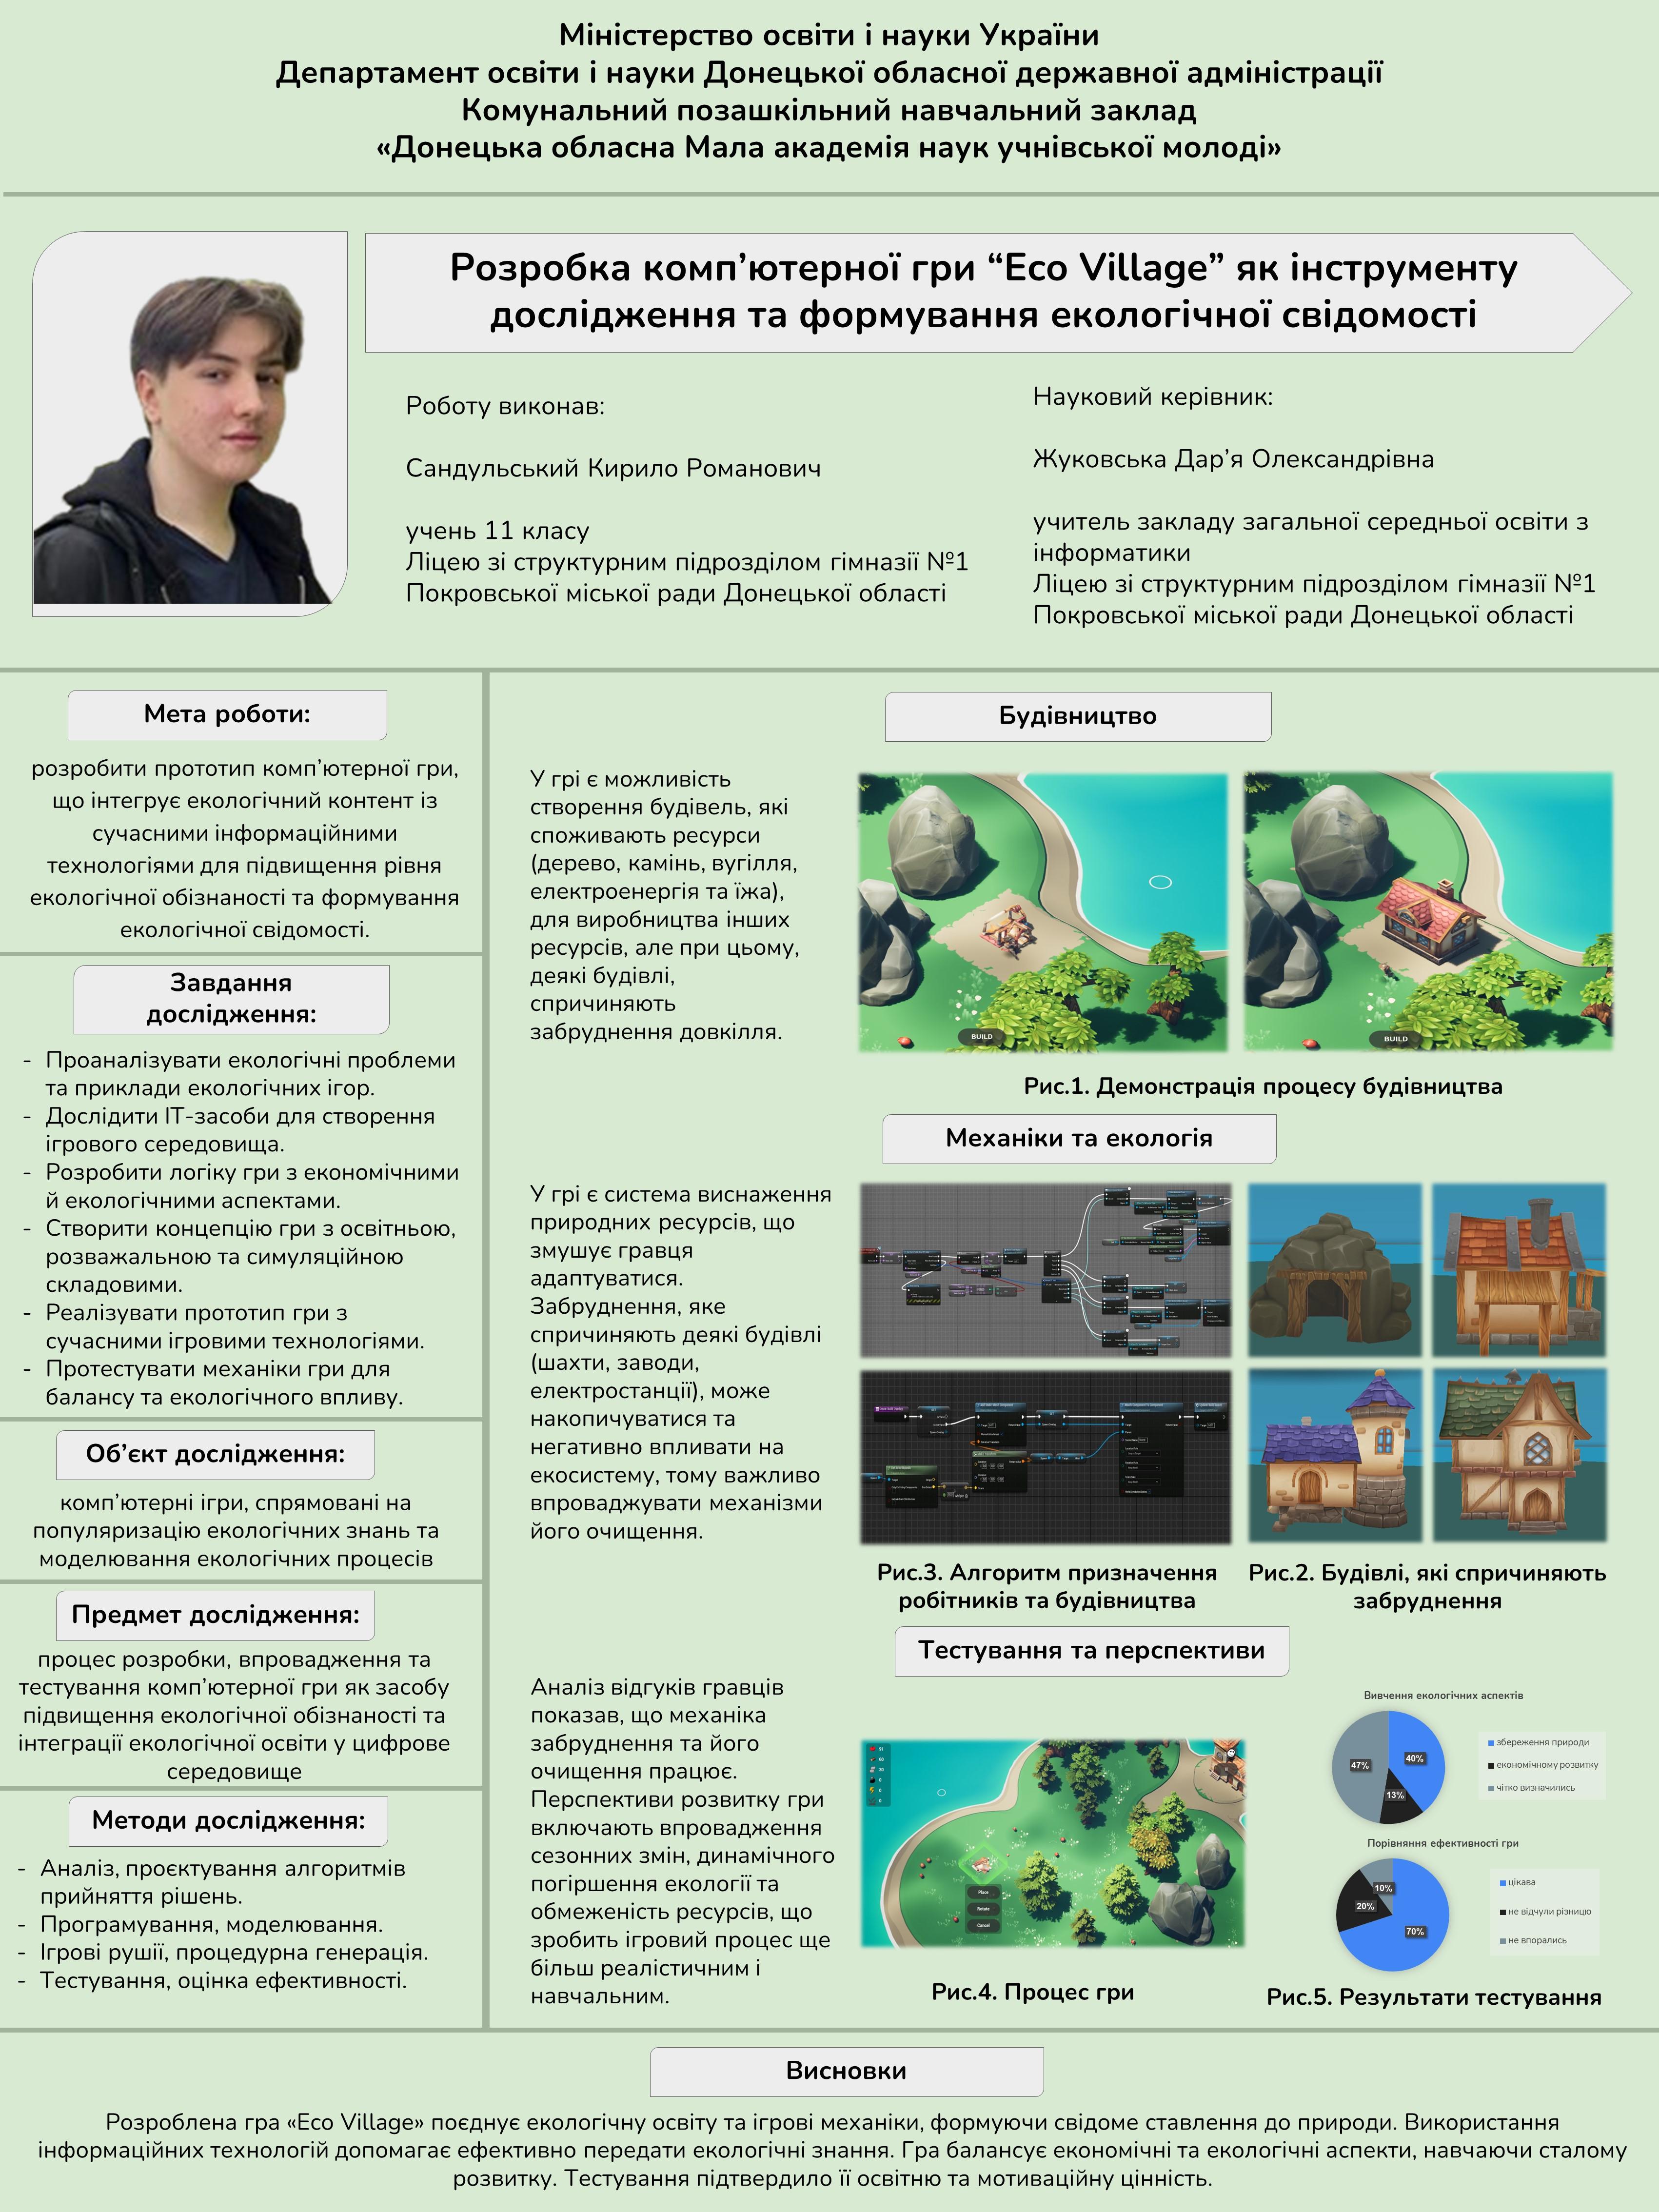 Міністерство освіти і науки України
Департамент освіти і науки Донецької обласної державної адміністрації
Комунальний позашкільний навчальний заклад
«Донецька обласна Мала академія наук учнівської молоді»
Розробка комп’ютерної гри “Eco Village” як інструменту
дослідження та формування екологічної свідомості
Роботу виконав:
Сандульський Кирило Романович
учень 11 класу
Ліцею зі структурним підрозділом гімназії №1
Покровської міської ради Донецької області
Науковий керівник:
Жуковська Дар’я Олександрівна
учитель закладу загальної середньої освіти з
інформатики
Ліцею зі структурним підрозділом гімназії №1
Покровської міської ради Донецької області
Мета роботи:
розробити прототип комп’ютерної гри,
що інтегрує екологічний контент із
сучасними інформаційними
технологіями для підвищення рівня
екологічної обізнаності та формування
екологічної свідомості.
Завдання
дослідження:
- Проаналізувати екологічні проблеми
та приклади екологічних ігор.
- Дослідити ІТ-засоби для створення
ігрового середовища.
- Розробити логіку гри з економічними
й екологічними аспектами.
- Створити концепцію гри з освітньою,
розважальною та симуляційною
складовими.
- Реалізувати прототип гри з
сучасними ігровими технологіями.
- Протестувати механіки гри для
балансу та екологічного впливу.
Об’єкт дослідження:
комп’ютерні ігри, спрямовані на
популяризацію екологічних знань та
моделювання екологічних процесів
Предмет дослідження:
процес розробки, впровадження та
тестування комп’ютерної гри як засобу
підвищення екологічної обізнаності та
інтеграції екологічної освіти у цифрове
середовище
Методи дослідження:
- Аналіз, проєктування алгоритмів
прийняття рішень.
- Програмування, моделювання.
- Ігрові рушії, процедурна генерація.
- Тестування, оцінка ефективності.
Будівництво
У грі є можливість
створення будівель, які
споживають ресурси
(дерево, камінь, вугілля,
електроенергія та їжа),
для виробництва інших
ресурсів, але при цьому,
деякі будівлі,
спричиняють
забруднення довкілля.
BUILD
BUILD
Рис.1. Демонстрація процесу будівництва
Механіки та екологія
У грі є система виснаження
природних ресурсів, що
змушує гравця
адаптуватися.
Забруднення, яке
спричиняють деякі будівлі
(шахти, заводи,
електростанції), може
накопичуватися та
негативно впливати на
екосистему, тому важливо
впроваджувати механізми
його очищення.
Рис.3. Алгоритм призначення
робітників та будівництва
Рис.2. Будівлі, які спричиняють
забруднення
Тестування та перспективи
Аналіз відгуків гравців
показав, що механіка
забруднення та його
очищення працює.
Перспективи розвитку гри
включають впровадження
сезонних змін, динамічного
погіршення екології та
обмеженість ресурсів, що
зробить ігровий процес ще
більш реалістичним і
навчальним.
Place
Rotate
Cancel
Рис.4. Процес гри
Вивчення екологічних аспектів
47%
40%
13%
збереження природи
економічному розвитку
чітко визначились
Порівняння ефективності гри
10%
20%
70%
цікава
не відчули різницю
не впорались
Рис.5. Результати тестування
Висновки
Розроблена гра «Eco Village» поєднує екологічну освіту та ігрові механіки, формуючи свідоме ставлення до природи. Використання
інформаційних технологій допомагає ефективно передати екологічні знання. Гра балансує економічні та екологічні аспекти, навчаючи сталому
розвитку. Тестування підтвердило її освітню та мотиваційну цінність.